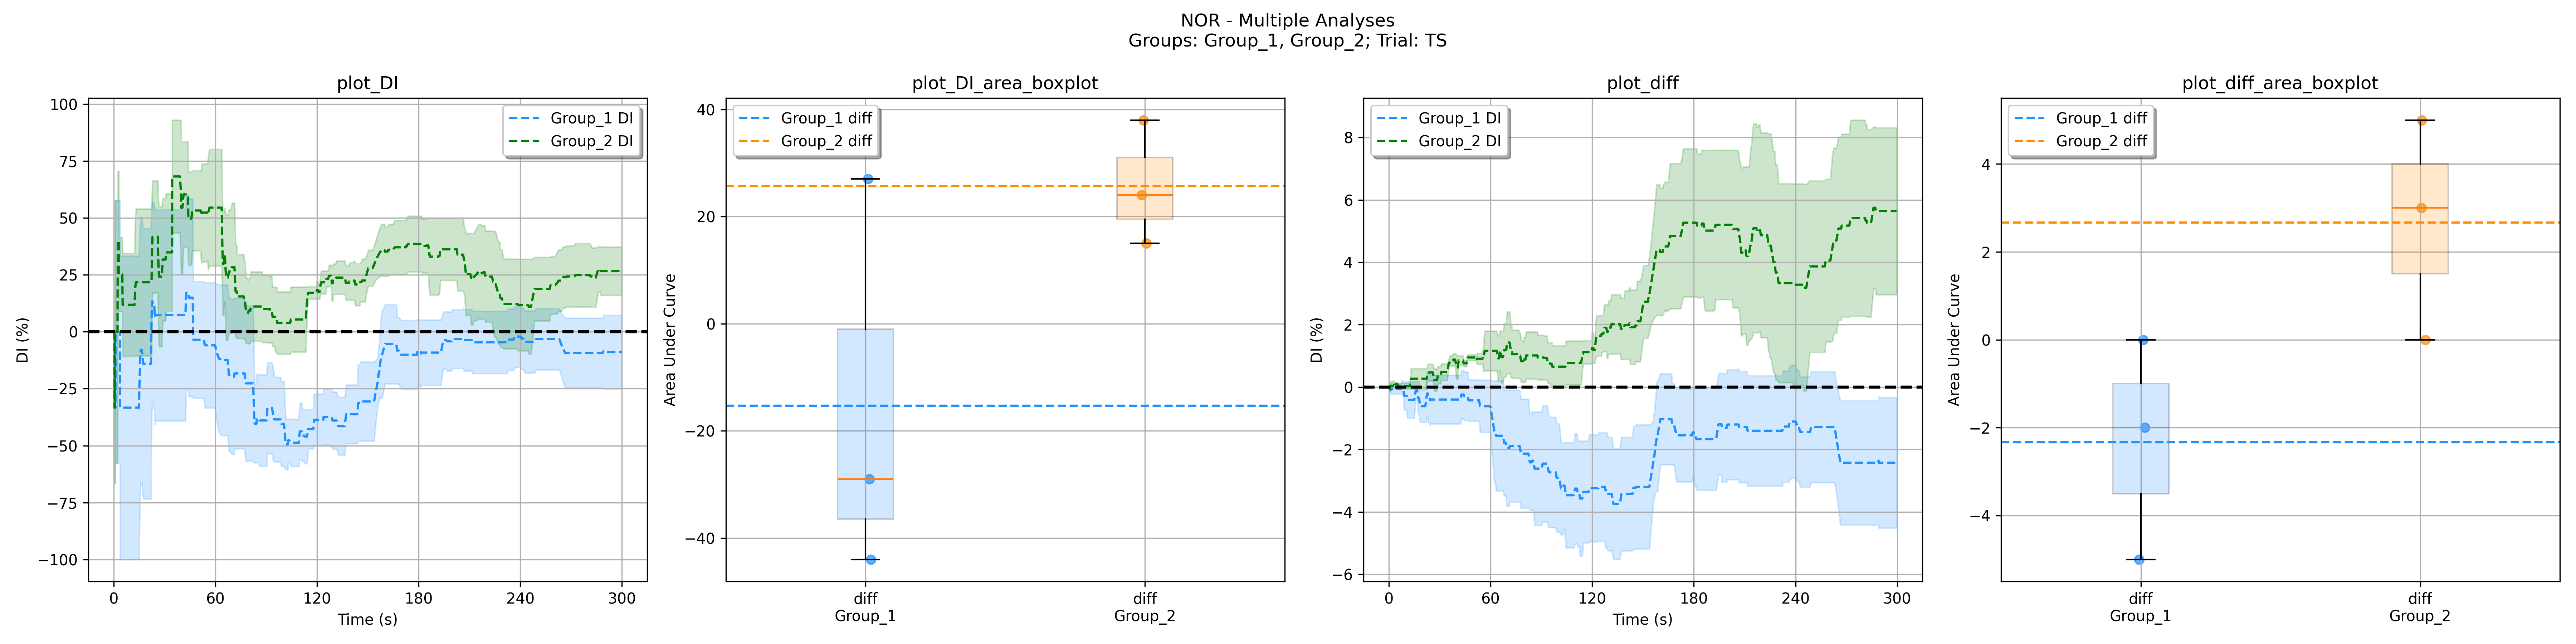 NOR - Multiple Analyses
Groups: Group_1, Group_2; Trial: TS
plot_DI
100
75
50
25
0
−25
−50
−75
−100
DI (%)
0 60 120 180 240 300
Time (s)
Group_1 DI
Group_2 DI
plot_DI_area_boxplot
40
20
0
−20
−40
Area Under Curve
diff
Group_1
diff
Group_2
Group_1 diff
Group_2 diff
plot_diff
8
6
4
2
0
−2
−4
−6
DI (%)
0 60 120 180 240 300
Time (s)
Group_1 DI
Group_2 DI
plot_diff_area_boxplot
4
2
0
−2
−4
Area Under Curve
diff
Group_1
diff
Group_2
Group_1 diff
Group_2 diff